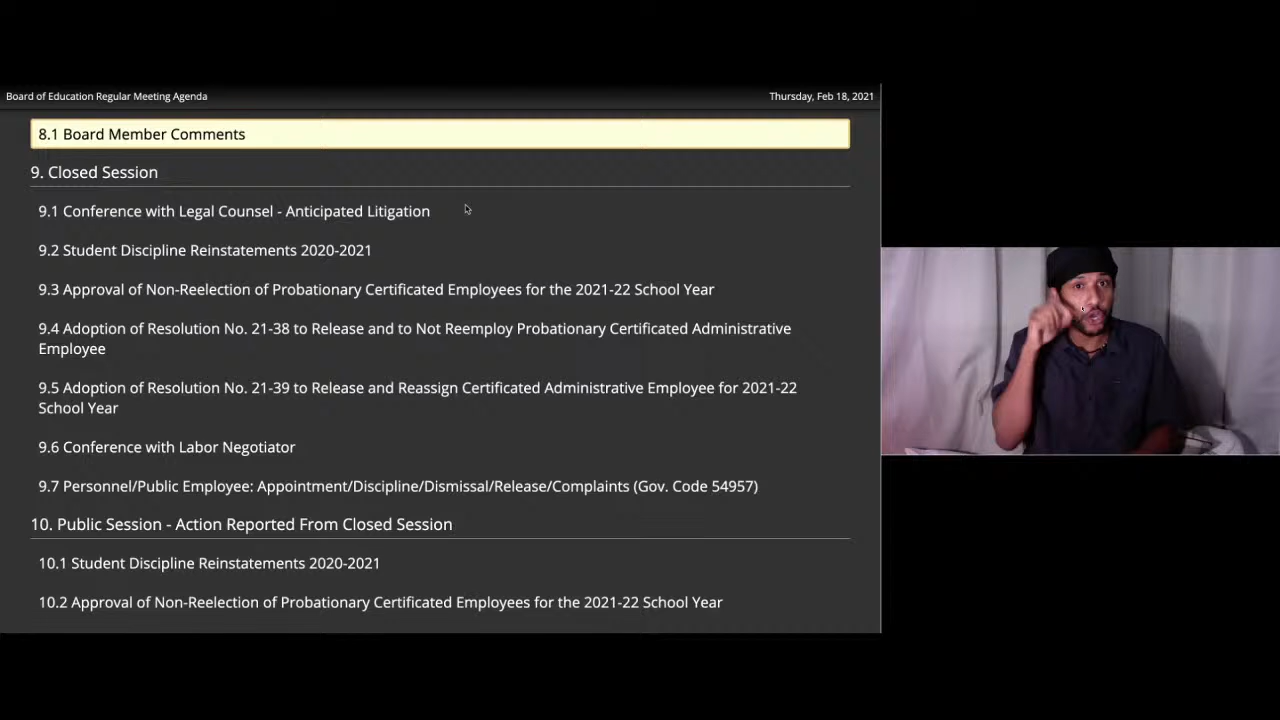 Board of Education Regular Meeting Agenda
Thursday, Feb 18, 2021
8.1 Board Member Comments
9. Closed Session
9.1 Conference with Legal Counsel - Anticipated Litigation
9.2 Student Discipline Reinstatements 2020-2021
9.3 Approval of Non-Reelection of Probationary Certificated Employees for the 2021-22 School Year
9.4 Adoption of Resolution No. 21-38 to Release and to Not Reemploy Probationary Certificated Administrative
Employee
9.5 Adoption of Resolution No. 21-39 to Release and Reassign Certificated Administrative Employee for 2021-22
School Year
9.6 Conference with Labor Negotiator
9.7 Personnel/Public Employee: Appointment/Discipline/Dismissal/Release/Complaints (Gov. Code 54957)
10. Public Session - Action Reported From Closed Session
10.1 Student Discipline Reinstatements 2020-2021
10.2 Approval of Non-Reelection of Probationary Certificated Employees for the 2021-22 School Year